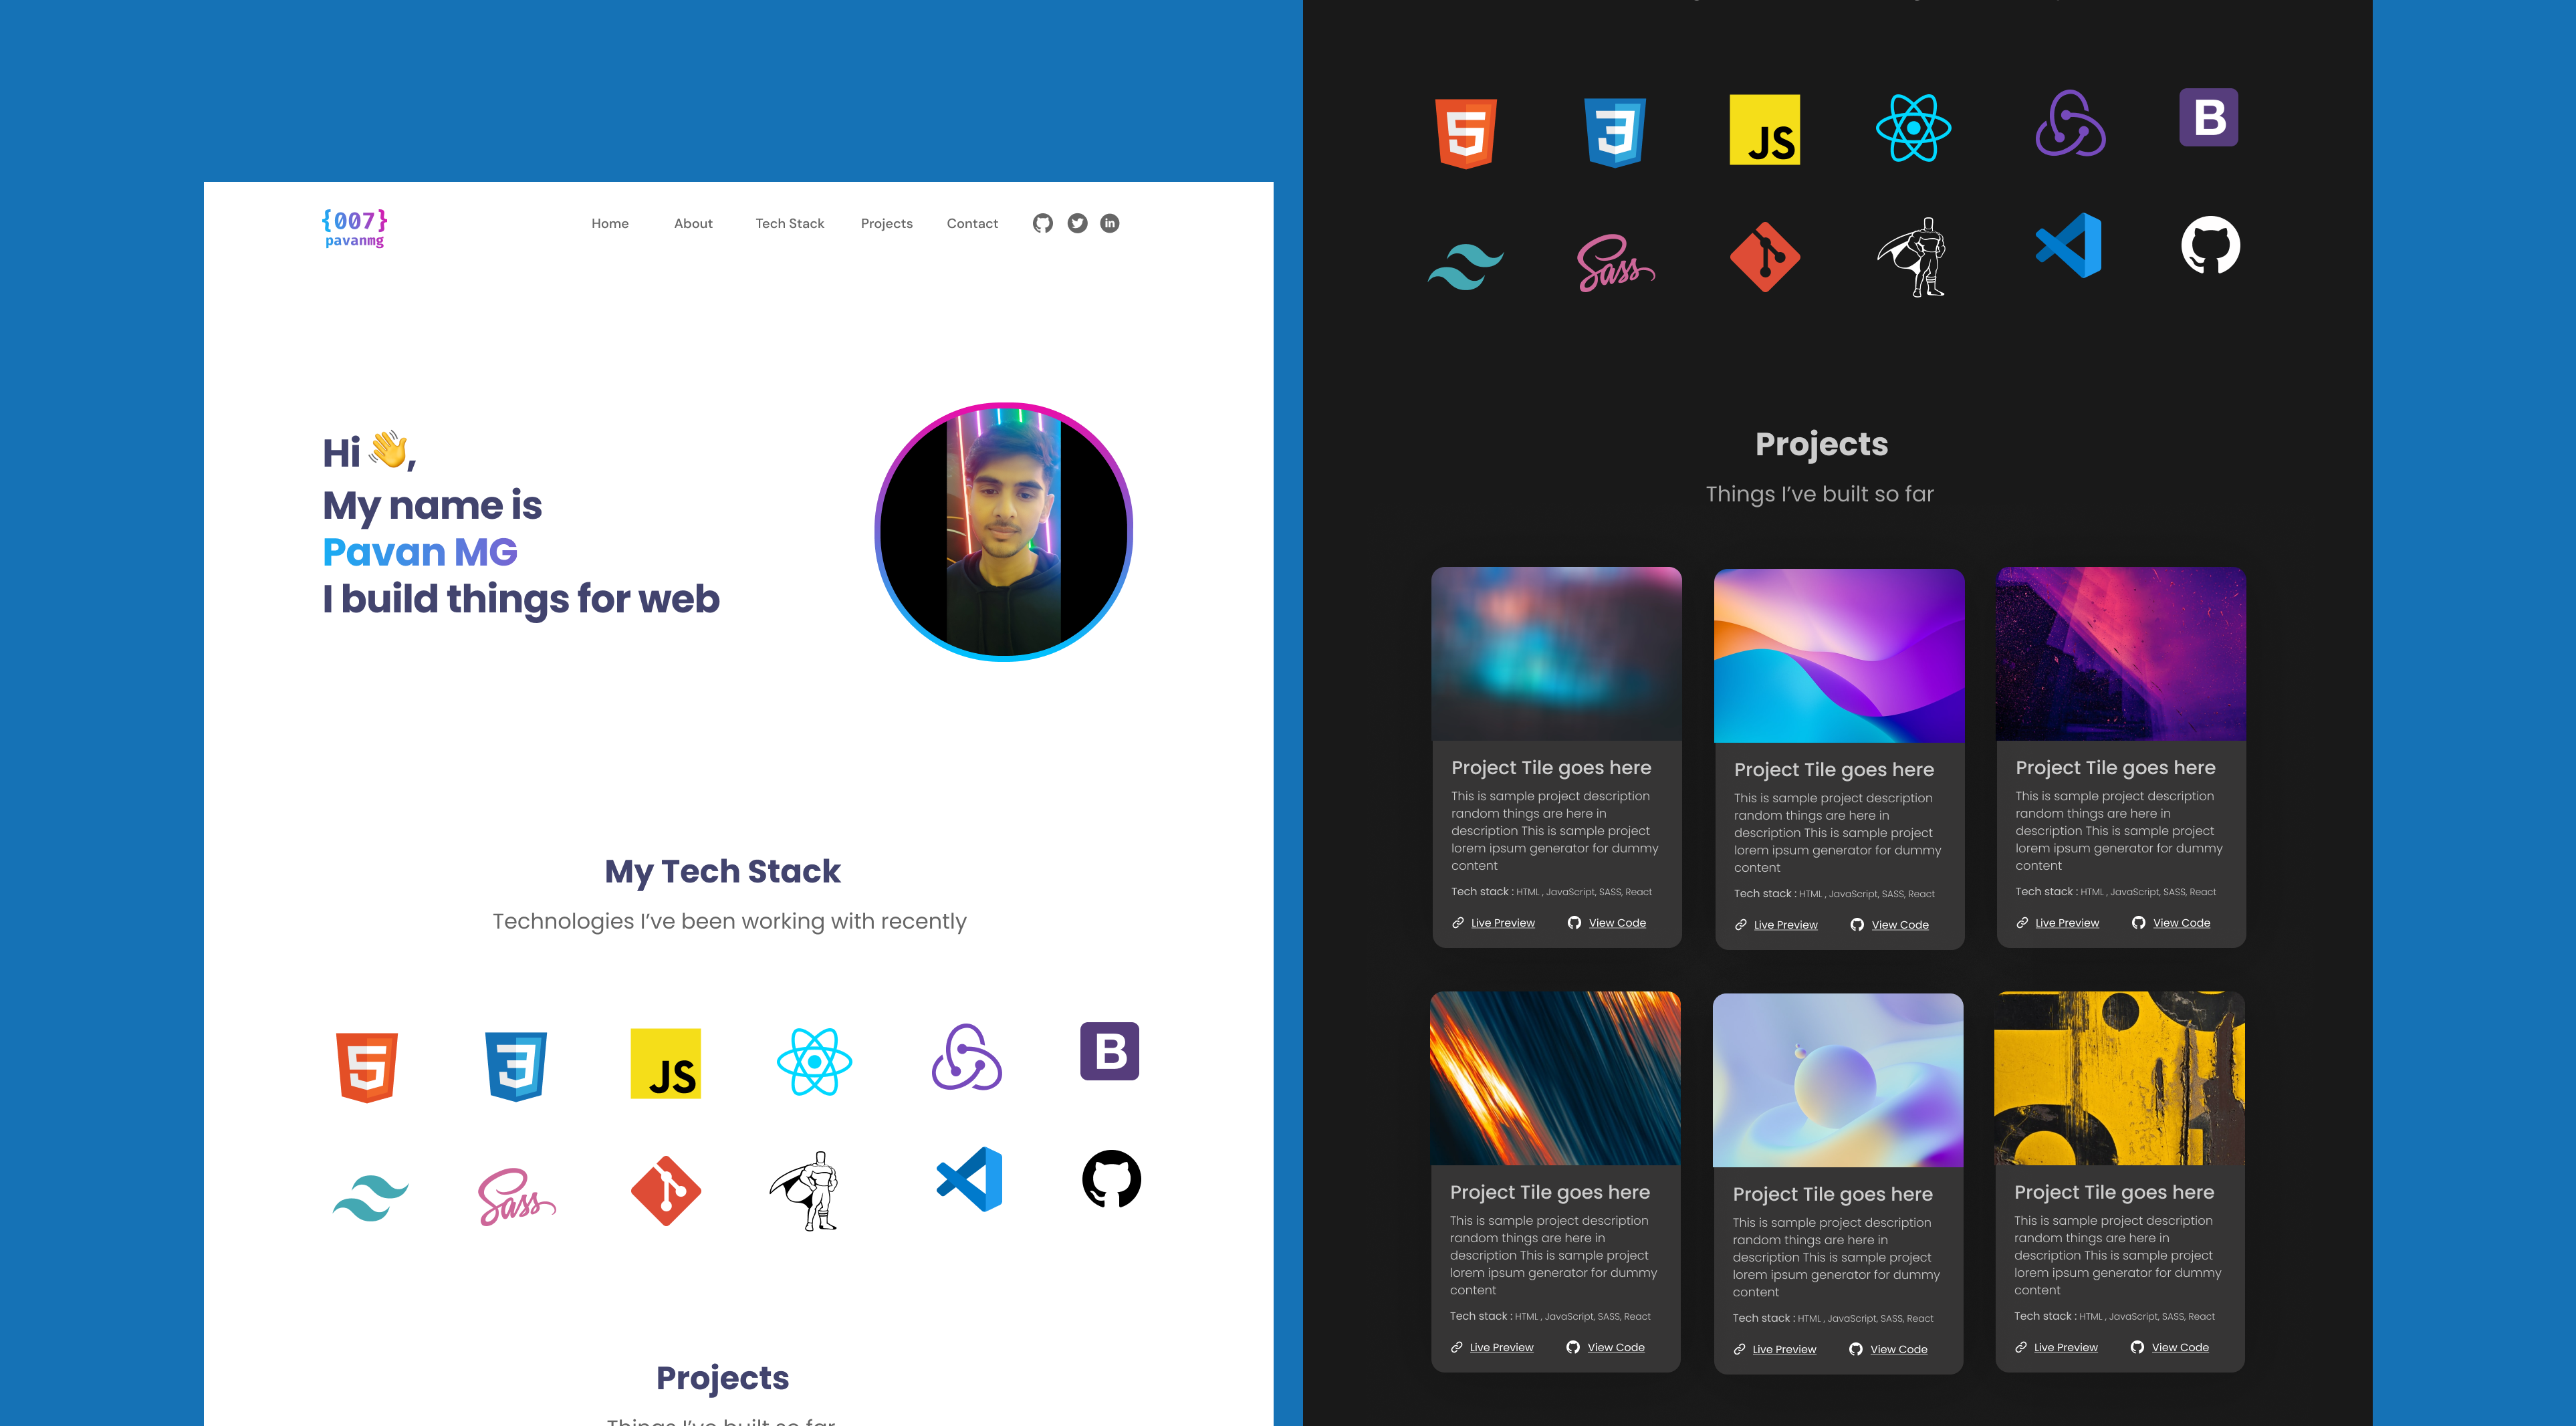 {007}
pavanmg
Home About Tech Stack Projects Contact in
Hi 👋,
My name is
Pavan MG
I build things for web
My Tech Stack
Technologies I've been working with recently
5 3 JS B
Sass
Projects
Things I've built so far
5 3 JS B
Sass
Projects
Things I've built so far
Project Tile goes here
This is sample project description
random things are here in
description This is sample project
lorem ipsum generator for dummy
content
Tech stack : HTML , JavaScript, SASS, React
Live Preview View Code
Project Tile goes here
This is sample project description
random things are here in
description This is sample project
lorem ipsum generator for dummy
content
Tech stack : HTML , JavaScript, SASS, React
Live Preview View Code
Project Tile goes here
This is sample project description
random things are here in
description This is sample project
lorem ipsum generator for dummy
content
Tech stack : HTML , JavaScript, SASS, React
Live Preview View Code
Project Tile goes here
This is sample project description
random things are here in
description This is sample project
lorem ipsum generator for dummy
content
Tech stack : HTML , JavaScript, SASS, React
Live Preview View Code
Project Tile goes here
This is sample project description
random things are here in
description This is sample project
lorem ipsum generator for dummy
content
Tech stack : HTML , JavaScript, SASS, React
Live Preview View Code
Project Tile goes here
This is sample project description
random things are here in
description This is sample project
lorem ipsum generator for dummy
content
Tech stack : HTML , JavaScript, SASS, React
Live Preview View Code